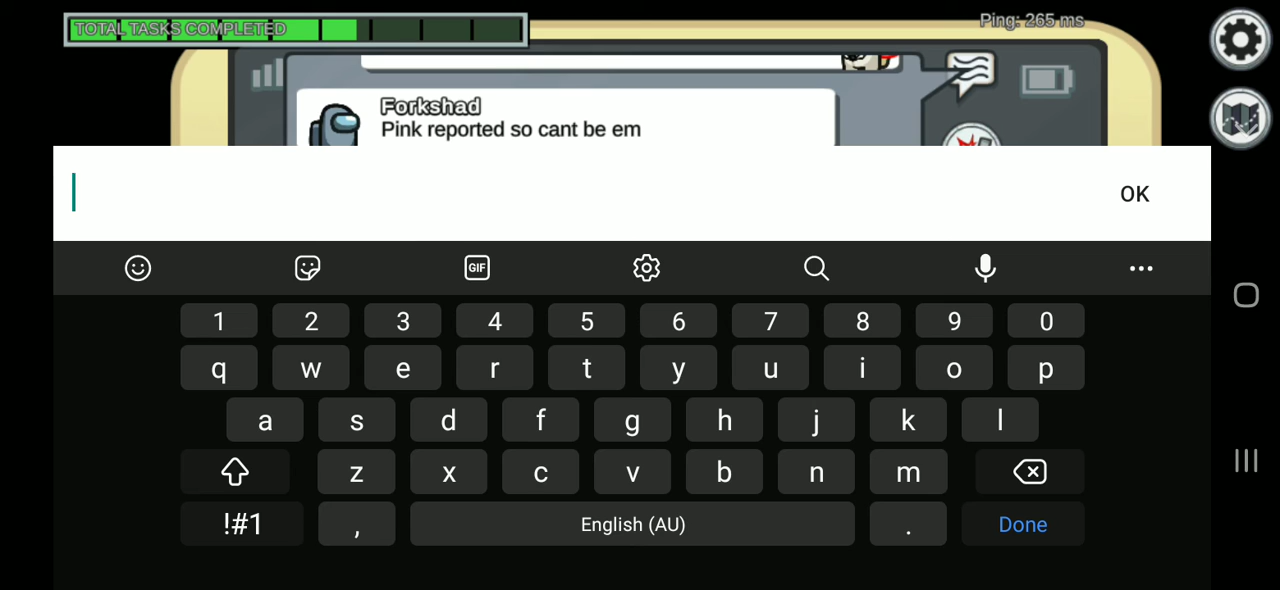 TOTAL TASKS COMPLETED
Ping: 265 ms
Forkshad
Pink reported so cant be em
OK
GIF
1 2 3 4 5 6 7 8 9 0
q w e r t y u i o p
a s d f g h j k l
z x c v b n m
!#1 , English (AU) . Done